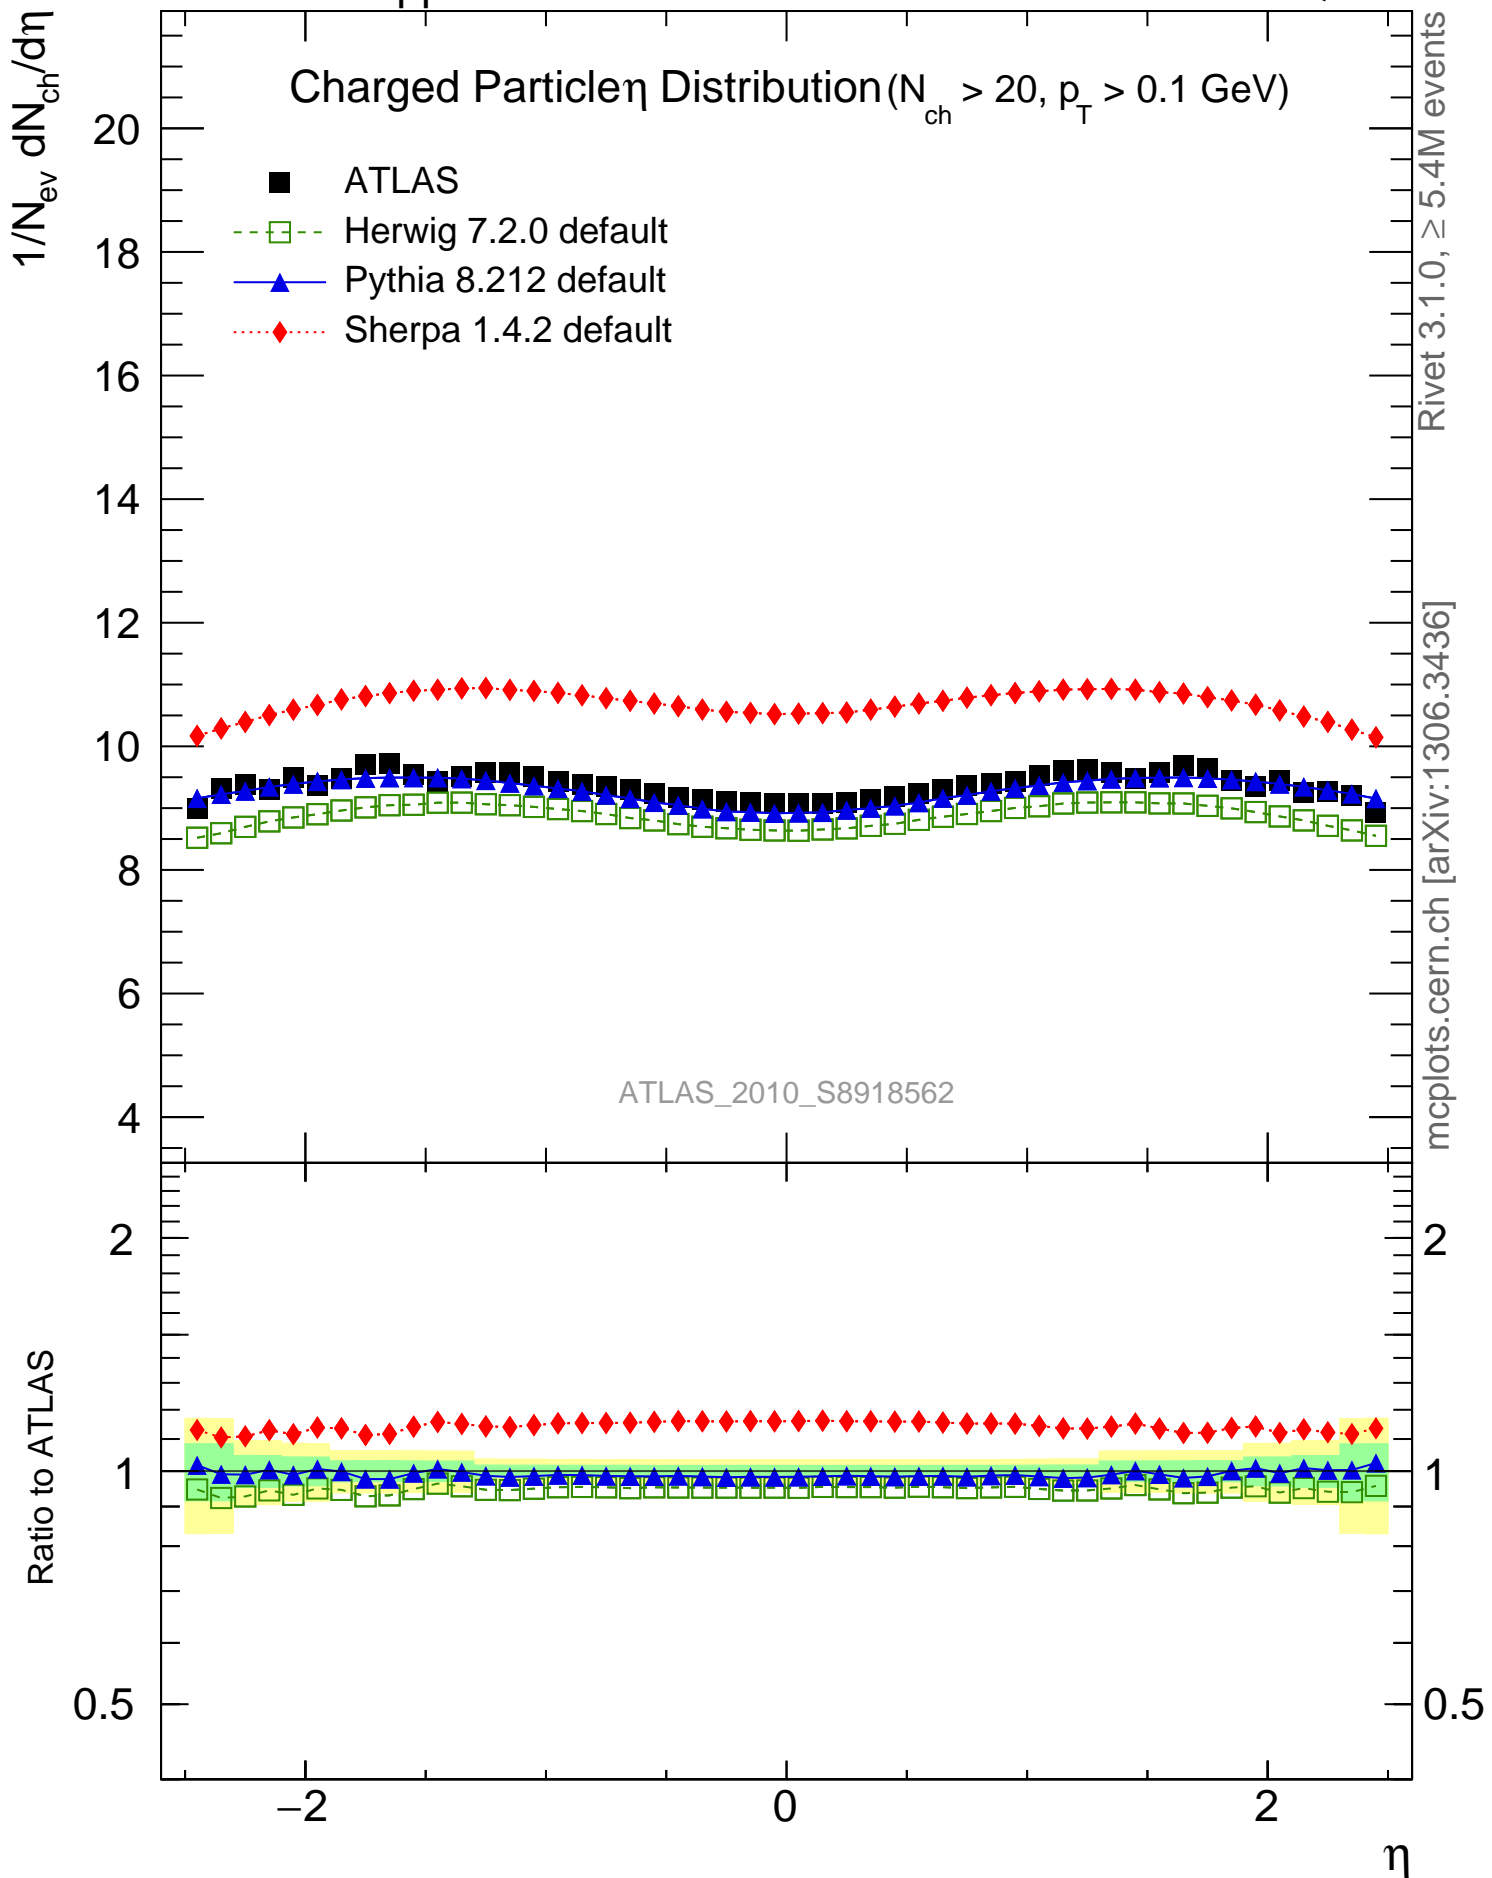 pp
1/N_ev dN_ch/dη
Charged Particleη Distribution (N_ch > 20, p_T > 0.1 GeV)
ATLAS
Herwig 7.2.0 default
Pythia 8.212 default
Sherpa 1.4.2 default
20
18
16
14
12
10
8
6
4
ATLAS_2010_S8918562
Rivet 3.1.0, ≥ 5.4M events
mcplots.cern.ch [arXiv:1306.3436]
Ratio to ATLAS
2
1
0.5
2
1
0.5
−2
0
2
η